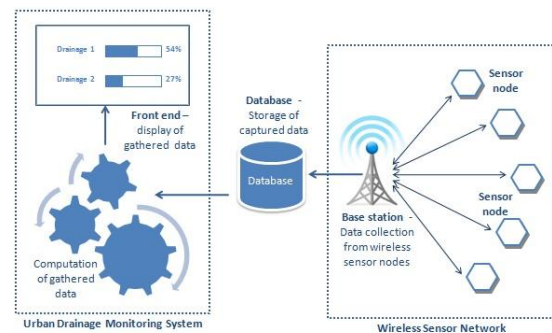 Drainage 1
54%
Drainage 2
27%
Front end –
display of
gathered data
Computation
of gathered
data
Urban Drainage Monitoring System
Database -
Storage of
captured data
Database
Base station -
Data collection
from wireless
sensor nodes
Sensor
node
Sensor
node
Wireless Sensor Network